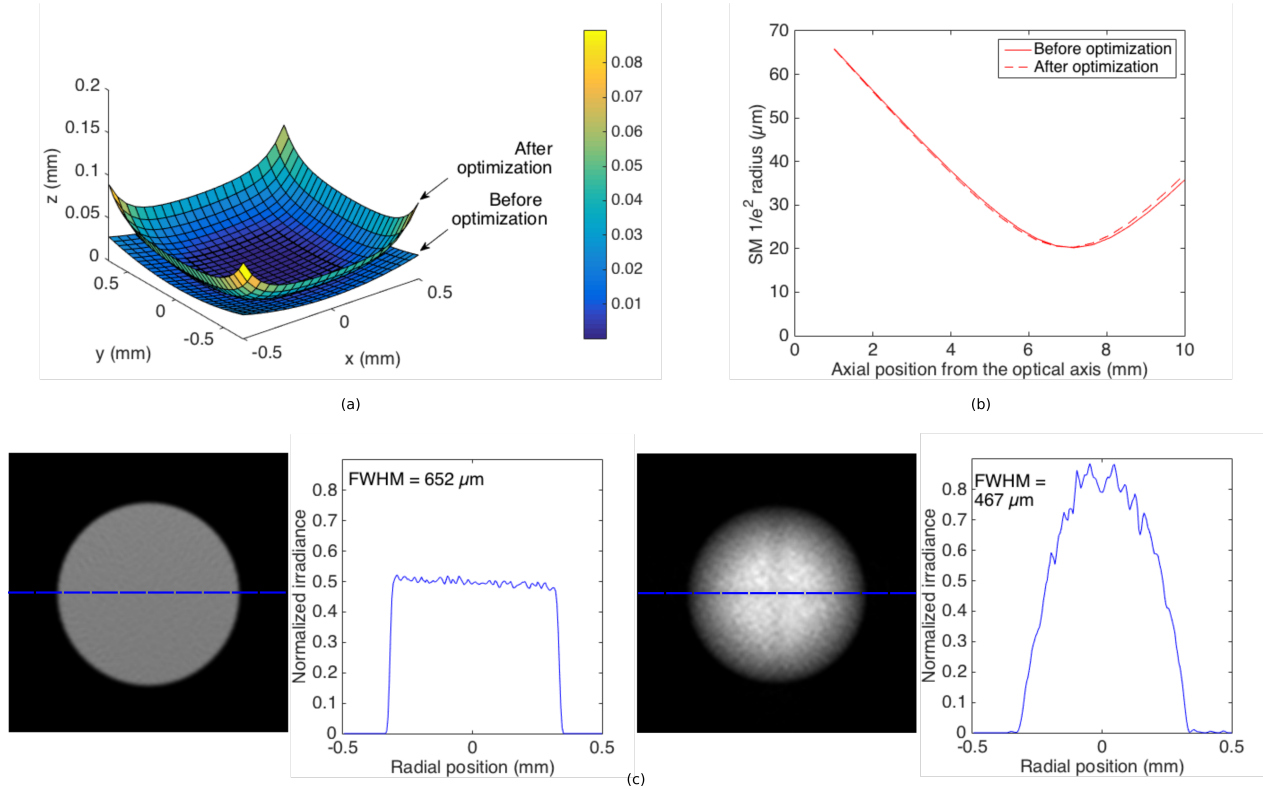 0.2
0.15
0.1
0.05
0
z (mm)
0.5
0
-0.5
y (mm)
-0.5
0
0.5
x (mm)
After
optimization
Before
optimization
0.08
0.07
0.06
0.05
0.04
0.03
0.02
0.01
(a)
70
60
50
40
30
20
10
0
SM 1/e² radius (µm)
Before optimization
After optimization
0 2 4 6 8 10
Axial position from the optical axis (mm)
(b)
FWHM = 652 µm
0.8
0.7
0.6
0.5
0.4
0.3
0.2
0.1
0
Normalized irradiance
-0.5 0 0.5
Radial position (mm)
FWHM =
467 µm
0.8
0.7
0.6
0.5
0.4
0.3
0.2
0.1
0
Normalized irradiance
-0.5 0 0.5
Radial position (mm)
(c)